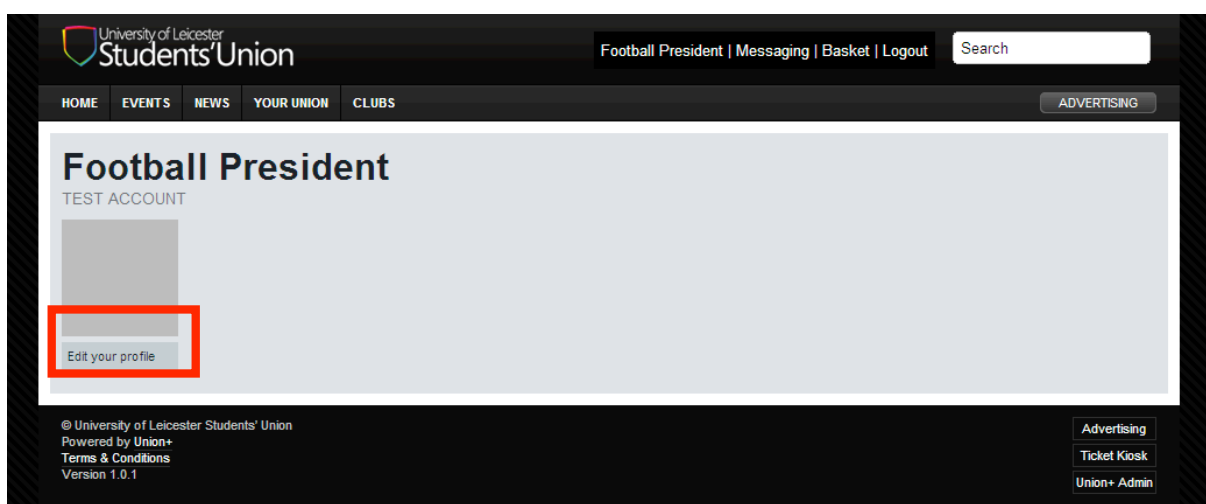 University of Leicester
Students'Union
Football President | Messaging | Basket | Logout
Search
HOME EVENTS NEWS YOUR UNION CLUBS
ADVERTISING
Football President
TEST ACCOUNT
Edit your profile
© University of Leicester Students' Union
Powered by Union+
Terms & Conditions
Version 1.0.1
Advertising
Ticket Kiosk
Union+ Admin